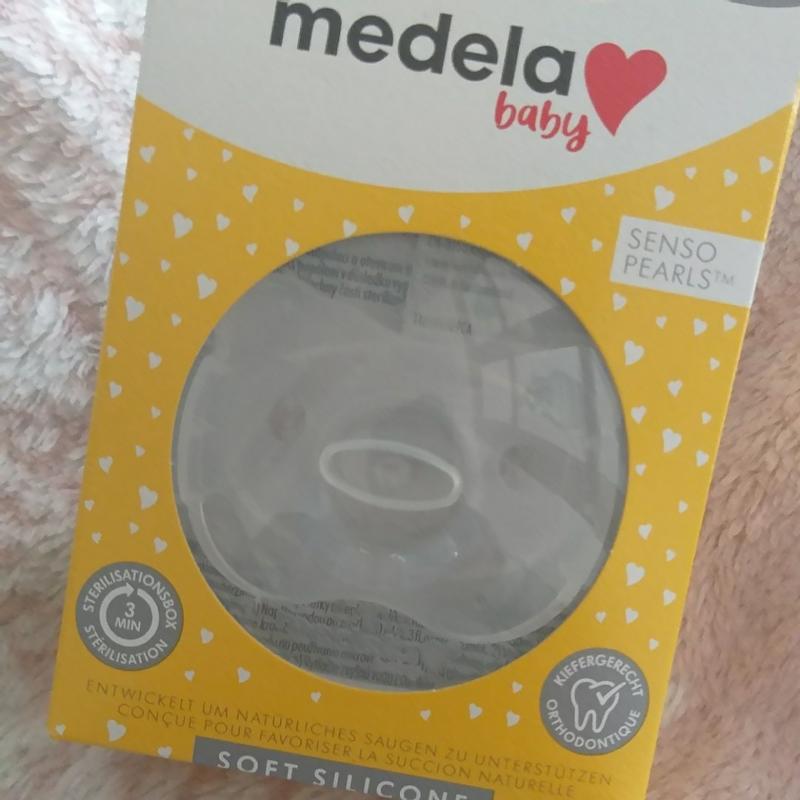 medela
baby
SENSO
PEARLS™
STERILISATIONSBOX
3
MIN
STÉRILISATION
KIEFERGERECHT
ORTHODONTIQUE
ENTWICKELT UM NATÜRLICHES SAUGEN ZU UNTERSTÜTZEN
CONÇUE POUR FAVORISER LA SUCCION NATURELLE
SOFT SILICONE